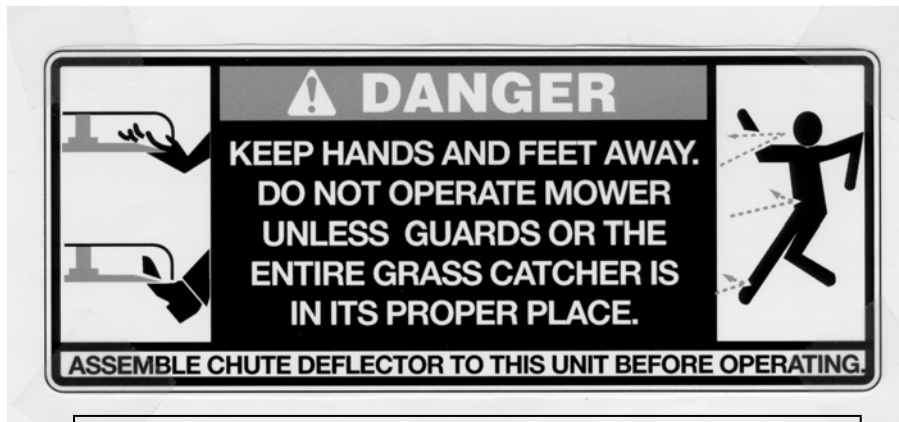 DANGER
KEEP HANDS AND FEET AWAY.
DO NOT OPERATE MOWER
UNLESS GUARDS OR THE
ENTIRE GRASS CATCHER IS
IN ITS PROPER PLACE.
ASSEMBLE CHUTE DEFLECTOR TO THIS UNIT BEFORE OPERATING.